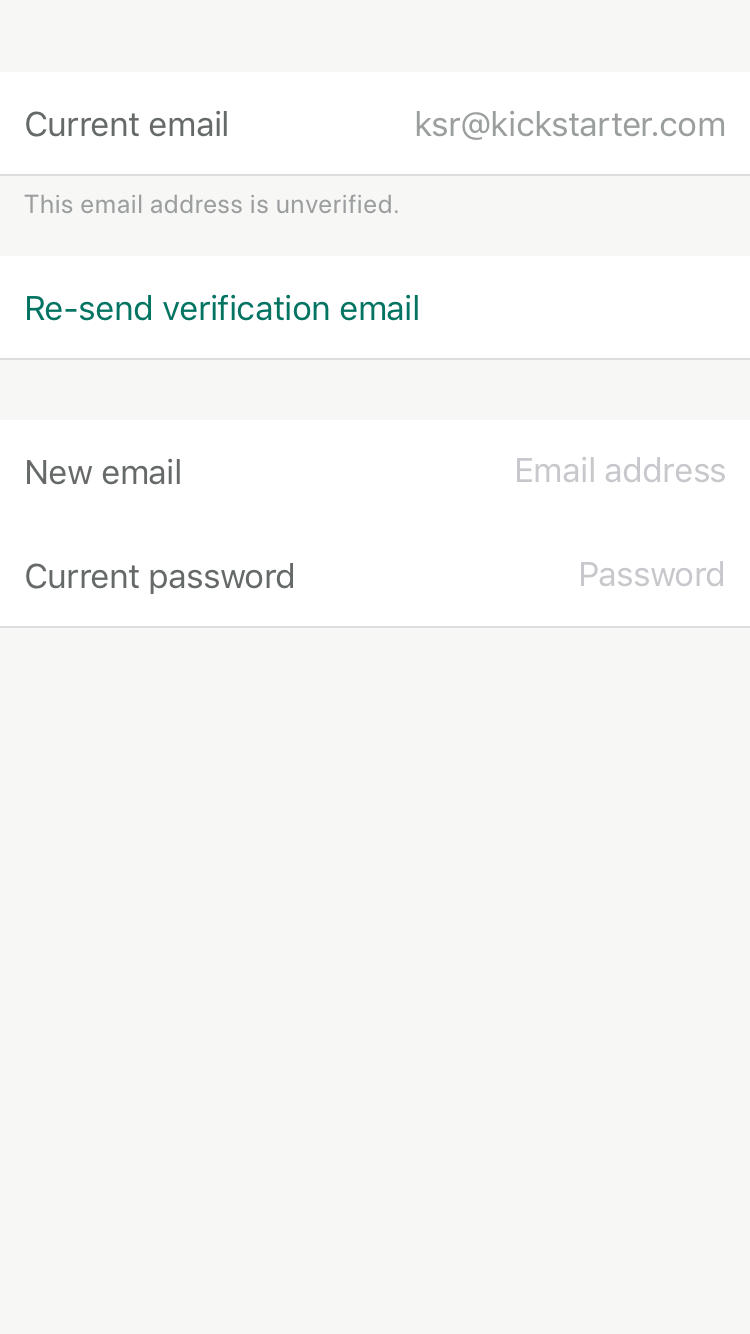 Current email ksr@kickstarter.com
This email address is unverified.
Re-send verification email
New email Email address
Current password Password